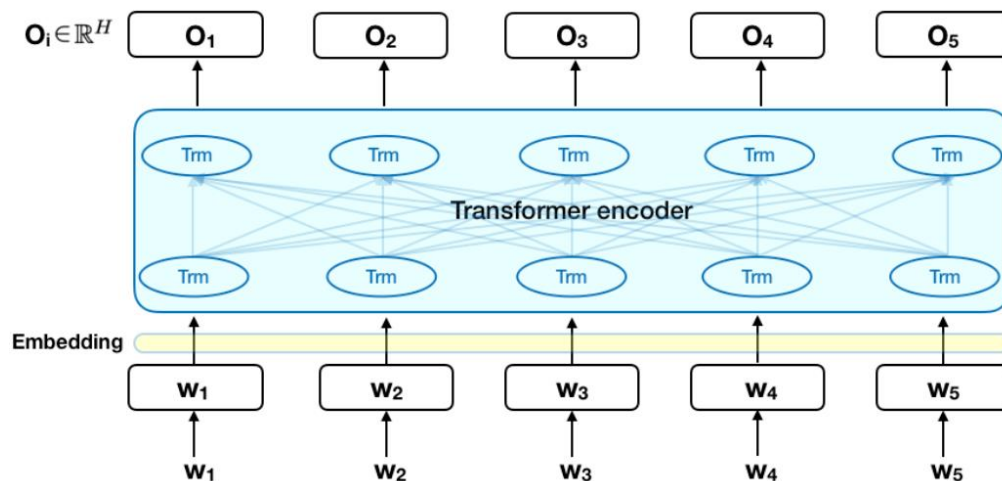 Oᵢ∈ℝᴴ O₁ O₂ O₃ O₄ O₅
Trm Trm Trm Trm Trm
Transformer encoder
Trm Trm Trm Trm Trm
Embedding
w₁ w₂ w₃ w₄ w₅
w₁ w₂ w₃ w₄ w₅